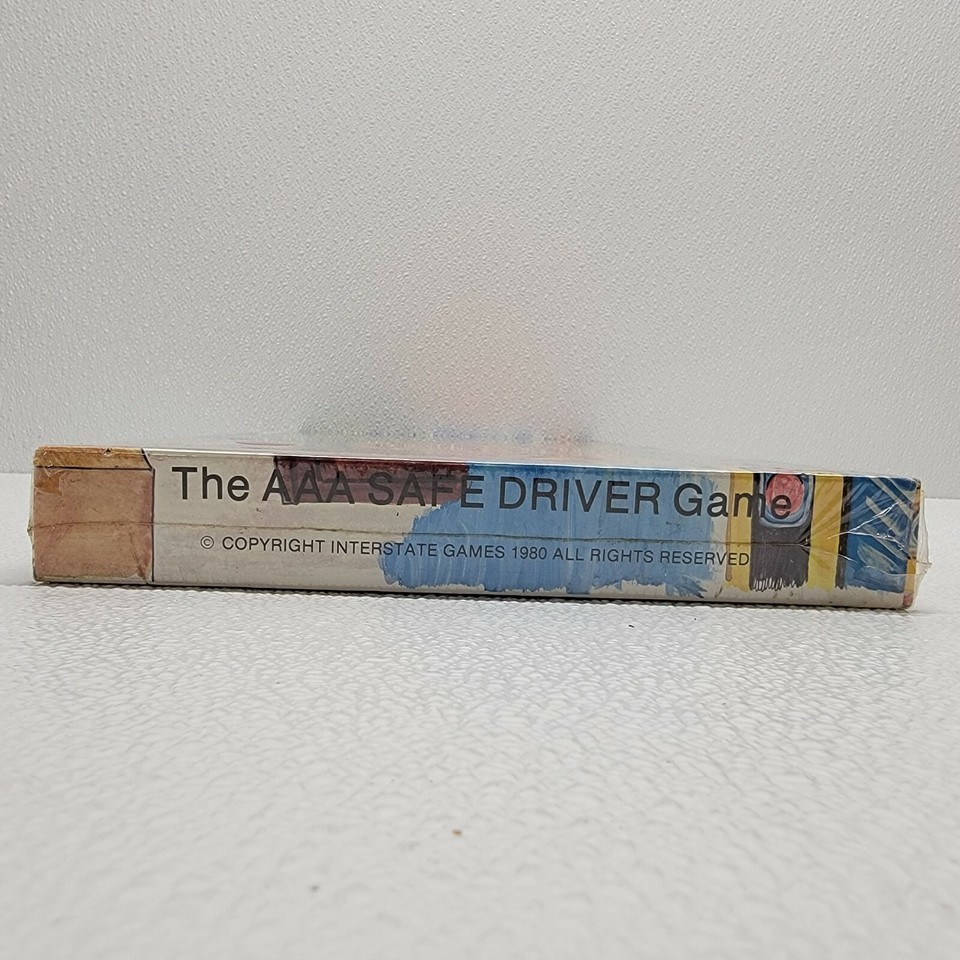 The AAA SAFE DRIVER Game
© COPYRIGHT INTERSTATE GAMES 1980 ALL RIGHTS RESERVED